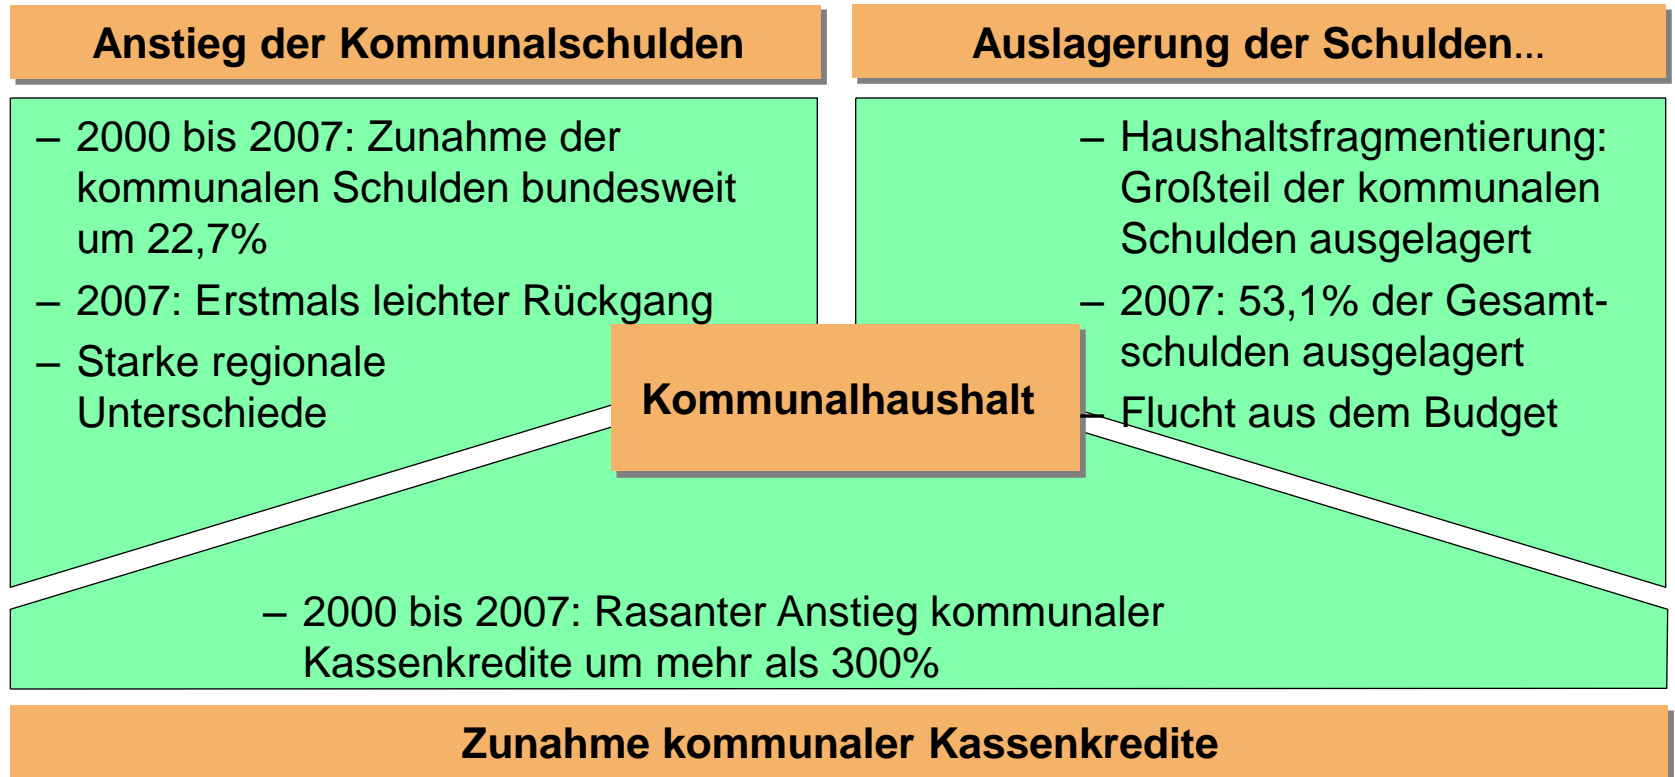 Anstieg der Kommunalschulden
– 2000 bis 2007: Zunahme der
kommunalen Schulden bundesweit
um 22,7%
– 2007: Erstmals leichter Rückgang
– Starke regionale
Unterschiede
Auslagerung der Schulden...
– Haushaltsfragmentierung:
Großteil der kommunalen
Schulden ausgelagert
– 2007: 53,1% der Gesamt-
schulden ausgelagert
– Flucht aus dem Budget
Kommunalhaushalt
– 2000 bis 2007: Rasanter Anstieg kommunaler
Kassenkredite um mehr als 300%
Zunahme kommunaler Kassenkredite